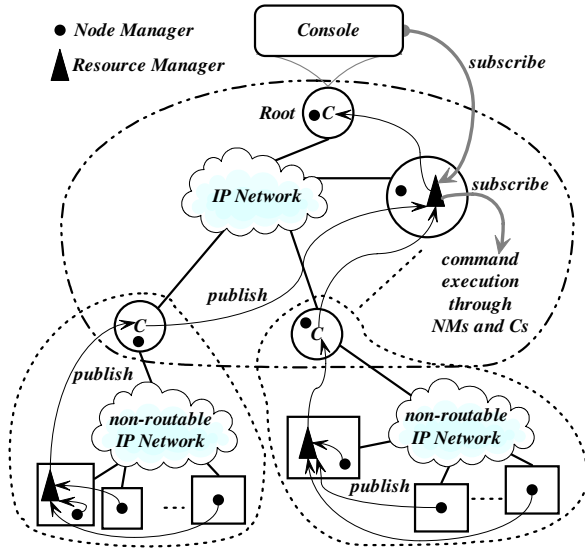 Node Manager
Resource Manager
Console
subscribe
Root
C
IP Network
subscribe
command
execution
through
NMs and Cs
publish
C
C
publish
non-routable
IP Network
non-routable
IP Network
publish